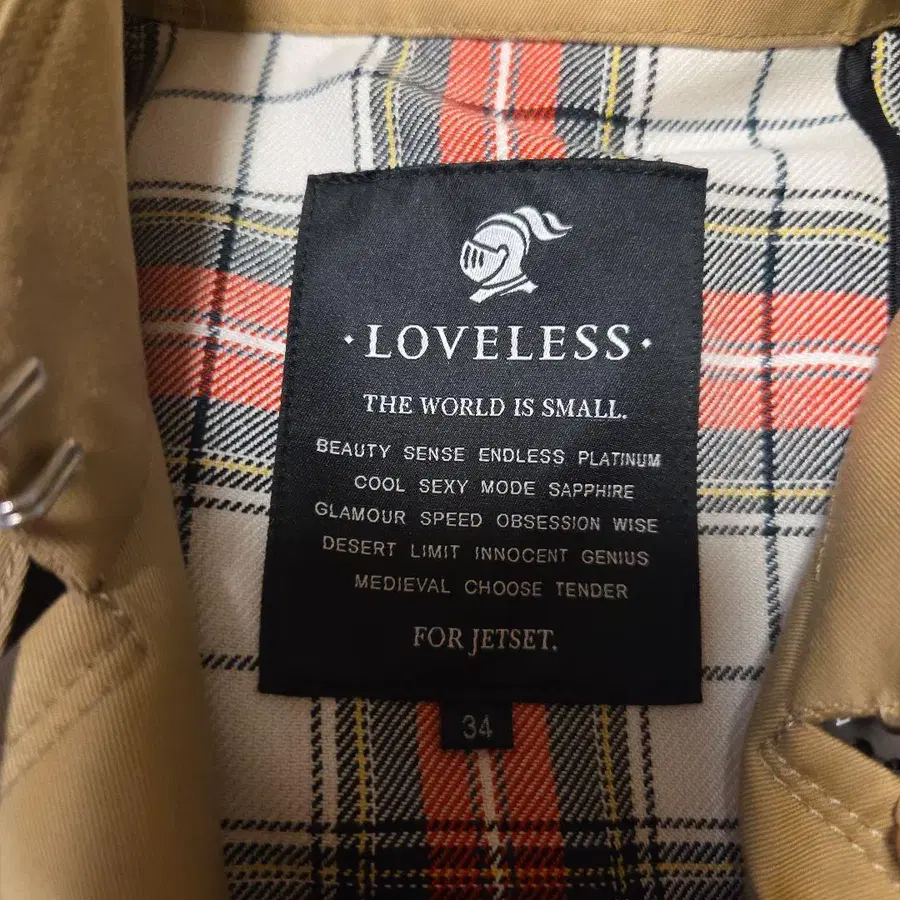 · LOVELESS ·
THE WORLD IS SMALL.
BEAUTY SENSE ENDLESS PLATINUM
COOL SEXY MODE SAPPHIRE
GLAMOUR SPEED OBSESSION WISE
DESERT LIMIT INNOCENT GENIUS
MEDIEVAL CHOOSE TENDER
FOR JETSET.
34